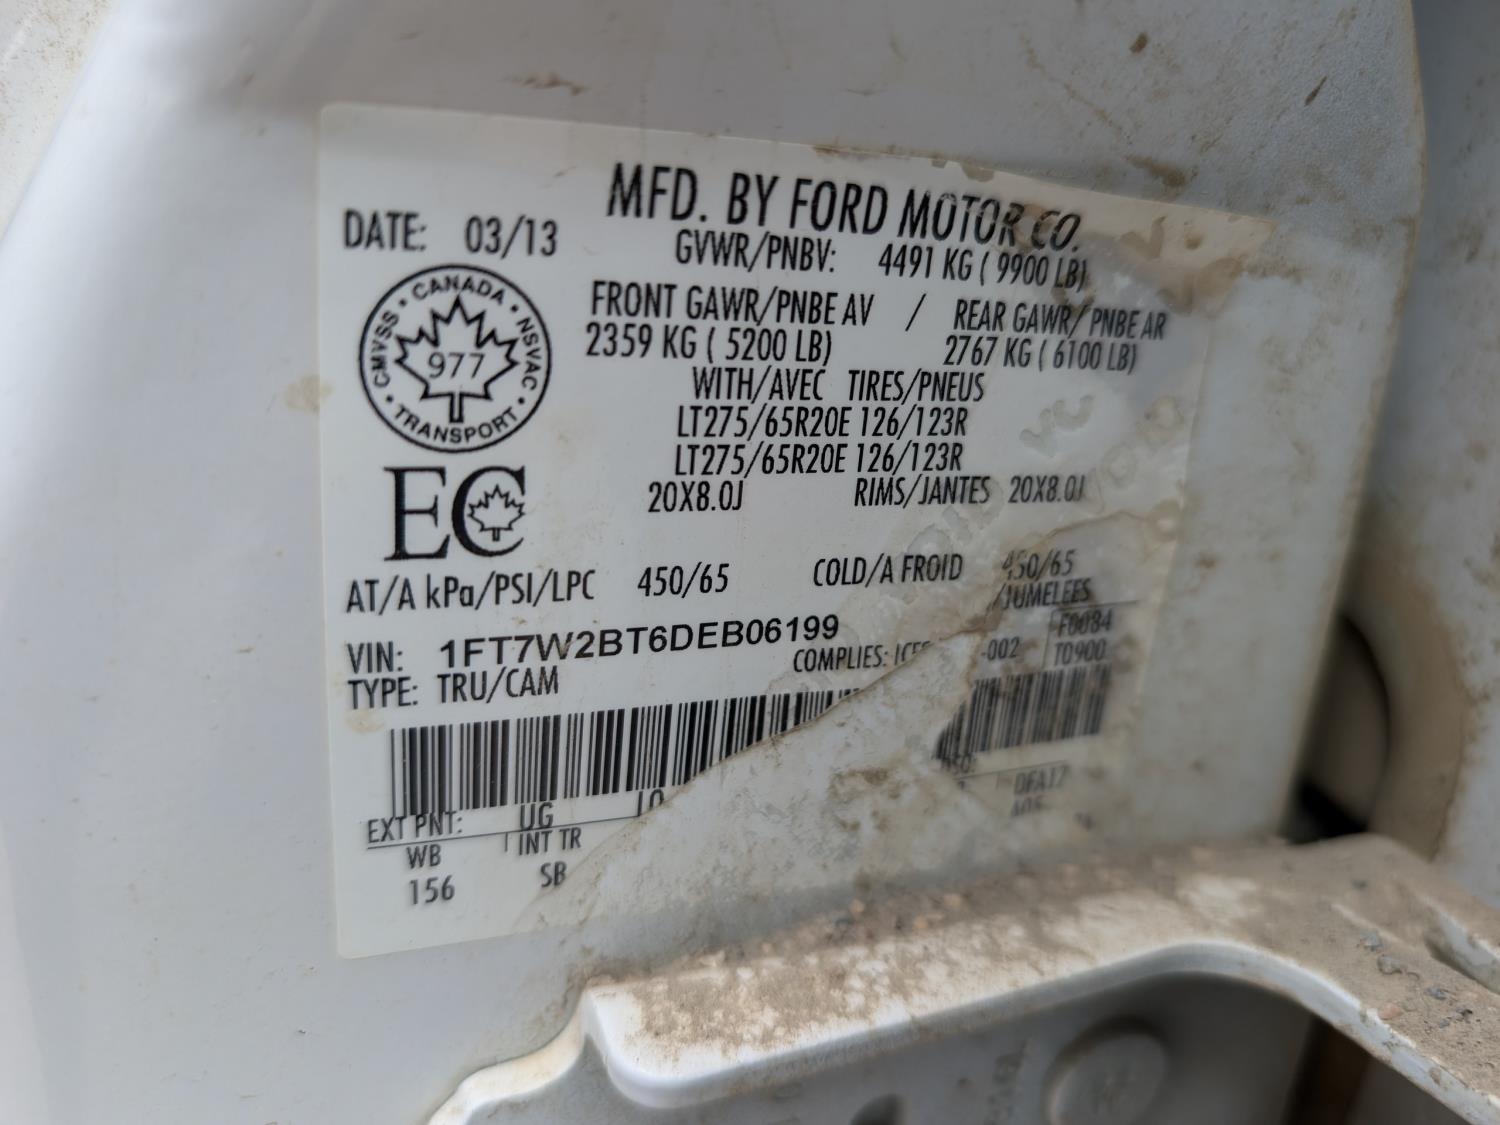 MFD. BY FORD MOTOR CO.
DATE: 03/13
GVWR/PNBV: 4491 KG ( 9900 LB)
FRONT GAWR/PNBE AV / REAR GAWR/PNBE AR
2359 KG ( 5200 LB) 2767 KG ( 6100 LB)
WITH/AVEC TIRES/PNEUS
LT275/65R20E 126/123R
LT275/65R20E 126/123R
20X8.0J RIMS/JANTES 20X8.0J
CANADA
CMVSS NSVAC
977
TRANSPORT
EC
AT/A kPa/PSI/LPC 450/65 COLD/A FROID 450/65
/JUMELEES
VIN: 1FT7W2BT6DEB06199
F0084
COMPLIES: -002 T0900
TYPE: TRU/CAM
EXT PNT: UG
WB INT TR DFA17
156 SB